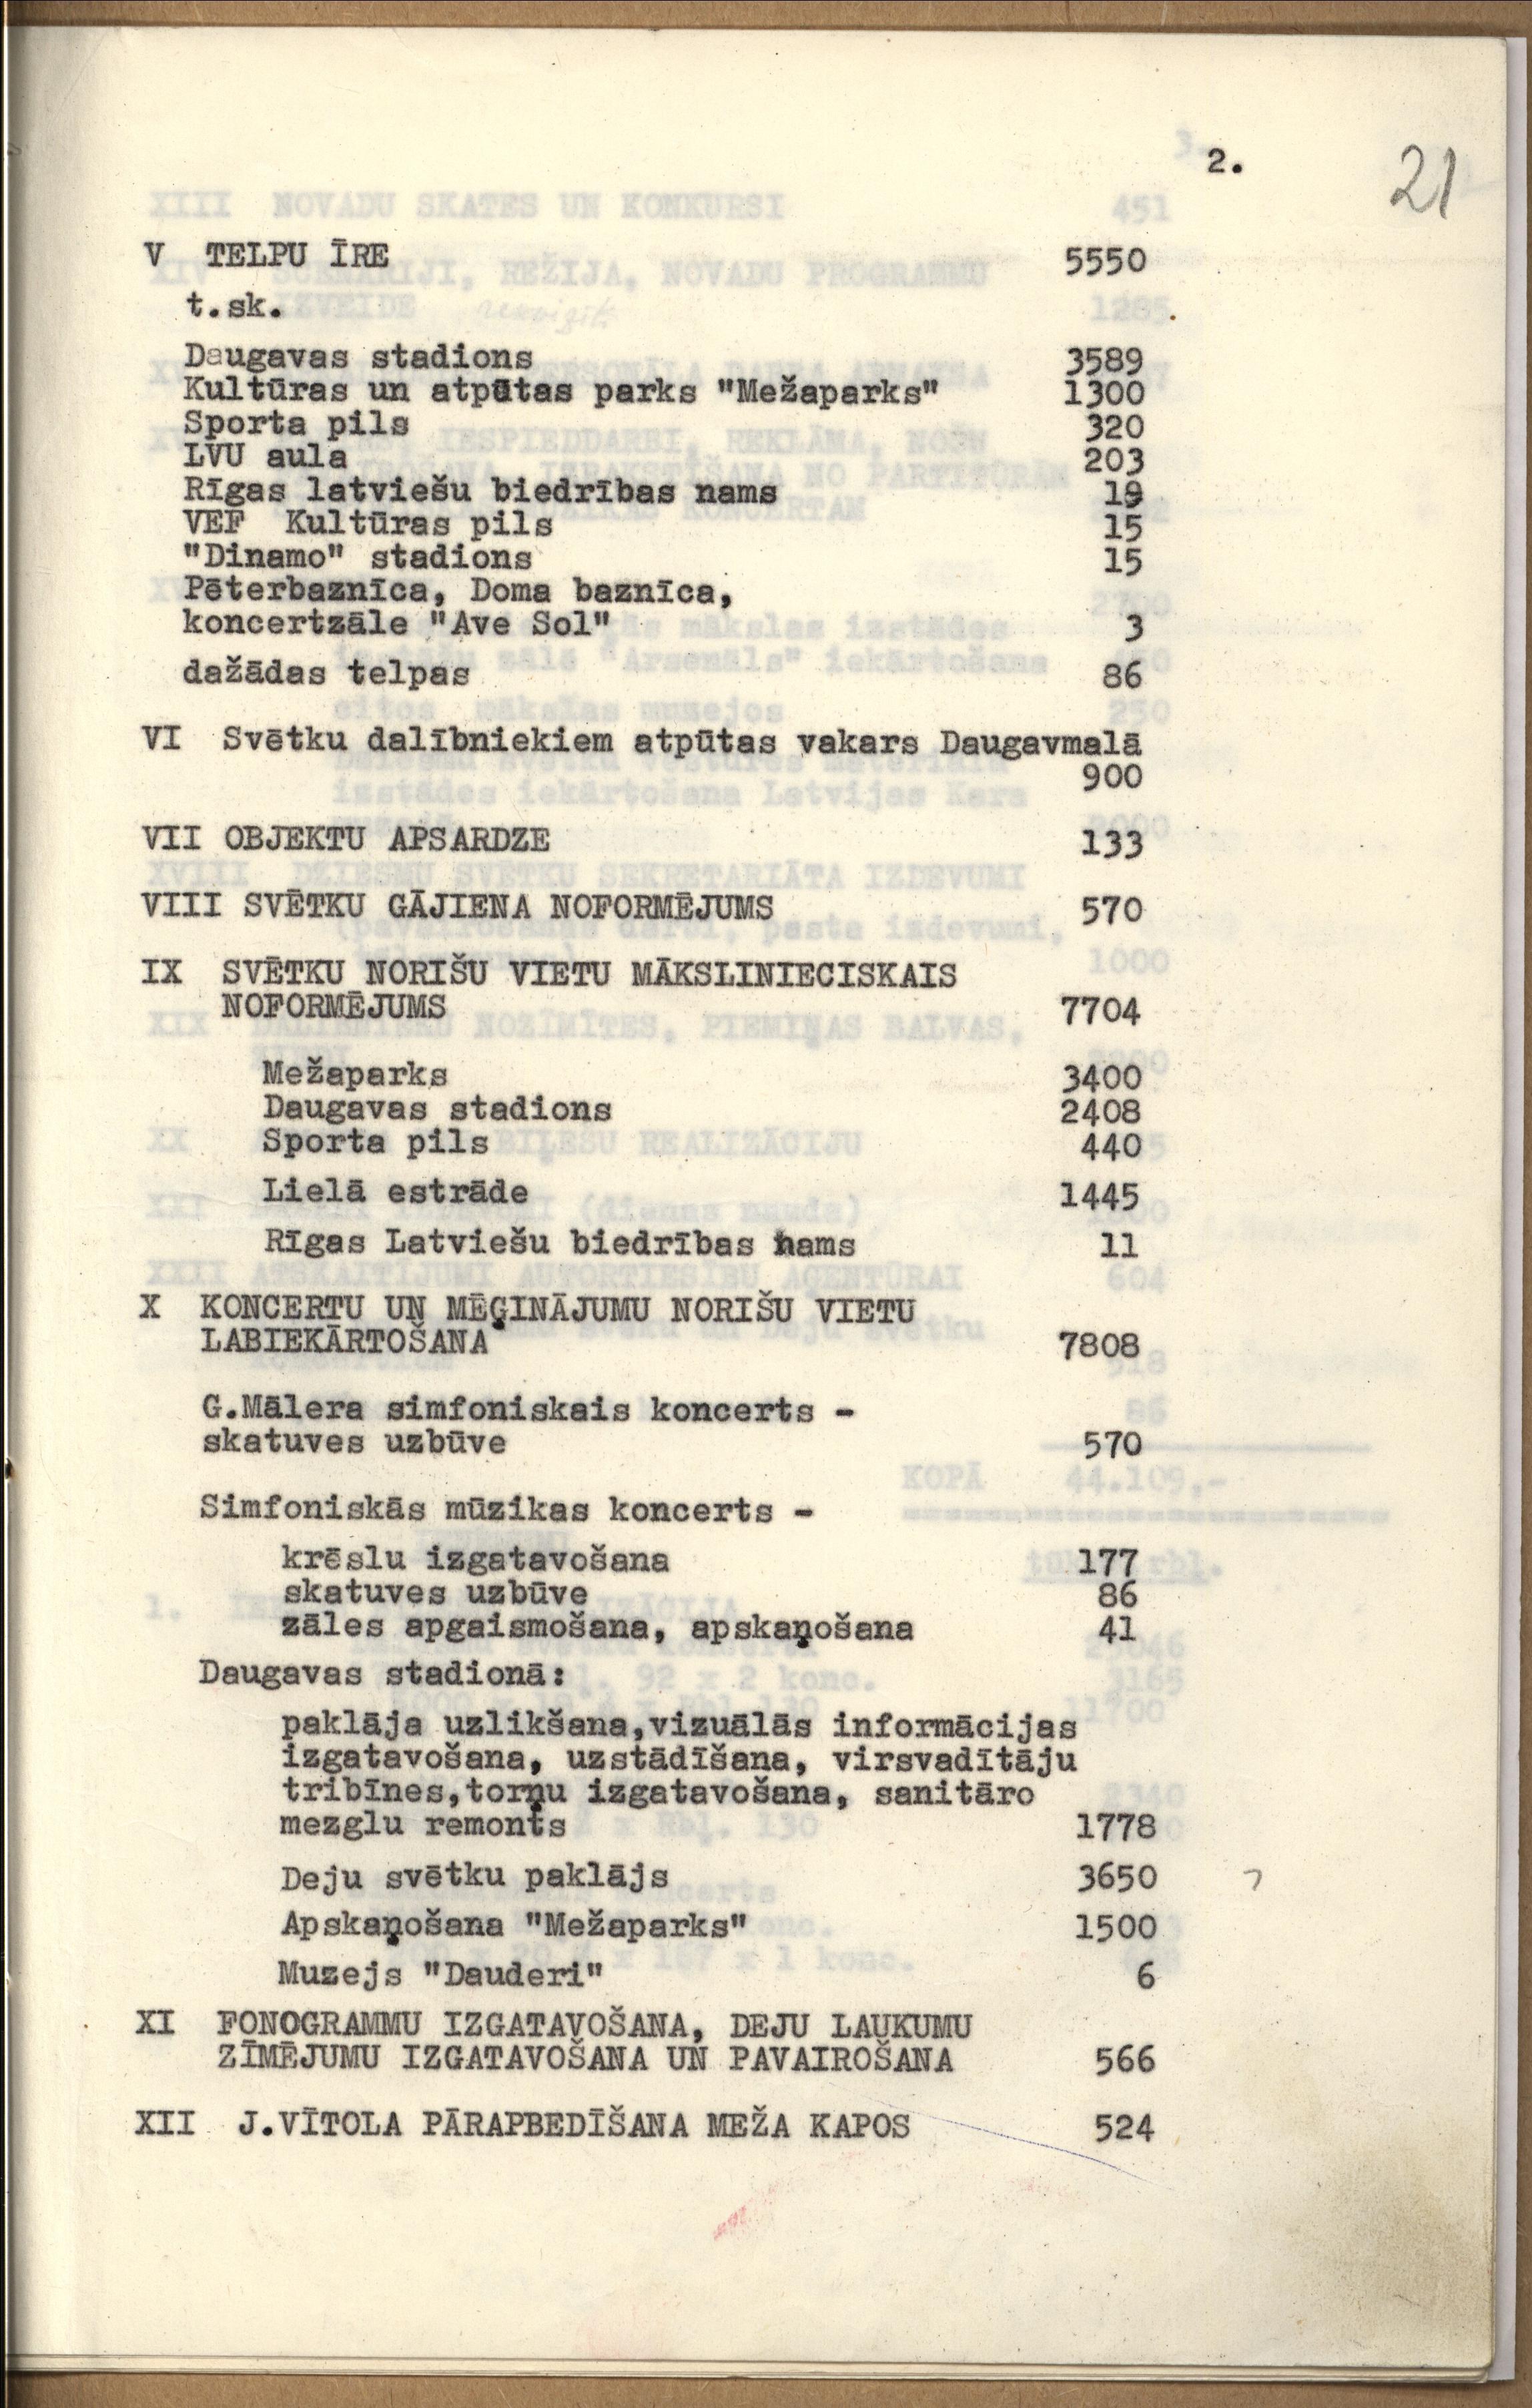 2.
21
V TELPU ĪRE 5550
t.sk.
Daugavas stadions 3589
Kultūras un atpūtas parks "Mežaparks" 1300
Sporta pils 320
LVU aula 203
Rīgas latviešu biedrības nams 19
VEF Kultūras pils 15
"Dinamo" stadions 15
Pēterbaznīca, Doma baznīca,
koncertzāle "Ave Sol" 3
dažādas telpas 86
VI Svētku dalībniekiem atpūtas vakars Daugavmalā
900
VII OBJEKTU APSARDZE 133
VIII SVĒTKU GĀJIENA NOFORMĒJUMS 570
IX SVĒTKU NORIŠU VIETU MĀKSLINIECISKAIS
NOFORMĒJUMS 7704
Mežaparks 3400
Daugavas stadions 2408
Sporta pils 440
Lielā estrāde 1445
Rīgas Latviešu biedrības nams 11
X KONCERTU UN MĒĢINĀJUMU NORIŠU VIETU
LABIEKĀRTOŠANA 7808
G.Mālera simfoniskais koncerts -
skatuves uzbūve 570
Simfoniskās mūzikas koncerts -
krēslu izgatavošana 177
skatuves uzbūve 86
zāles apgaismošana, apskaņošana 41
Daugavas stadionā:
paklāja uzlikšana,vizuālās informācijas
izgatavošana, uzstādīšana, virsvadītāju
tribīnes,torņu izgatavošana, sanitāro
mezglu remonts 1778
Deju svētku paklājs 3650
Apskaņošana "Mežaparks" 1500
Muzejs "Dauderi" 6
XI FONOGRAMMU IZGATAVOŠANA, DEJU LAUKUMU
ZĪMĒJUMU IZGATAVOŠANA UN PAVAIROŠANA 566
XII J.VĪTOLA PĀRAPBEDĪŠANA MEŽA KAPOS 524